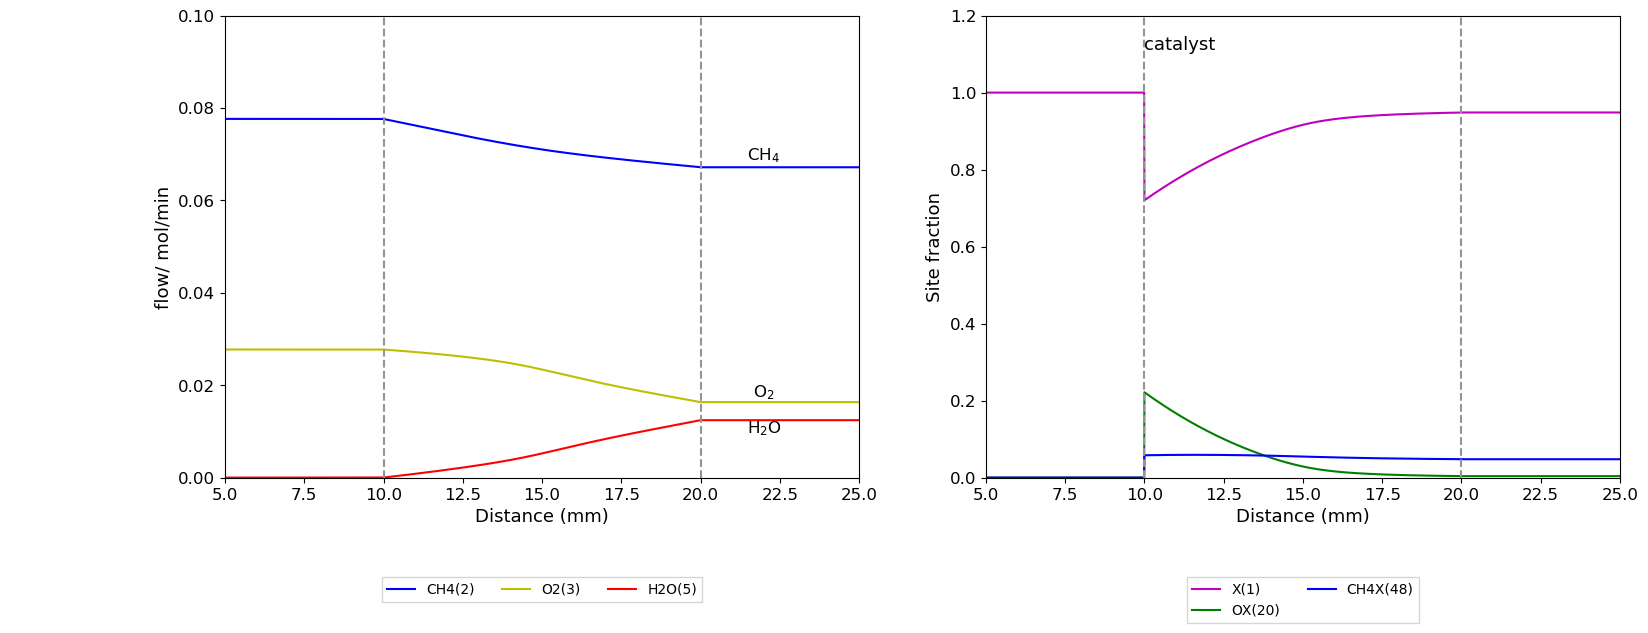 0.10
0.08
0.06
0.04
0.02
0.00
flow/ mol/min
CH₄
O₂
H₂O
5.0 7.5 10.0 12.5 15.0 17.5 20.0 22.5 25.0
Distance (mm)
CH4(2) O2(3) H2O(5)
1.2
1.0
0.8
0.6
0.4
0.2
0.0
Site fraction
catalyst
5.0 7.5 10.0 12.5 15.0 17.5 20.0 22.5 25.0
Distance (mm)
X(1) CH4X(48)
OX(20)